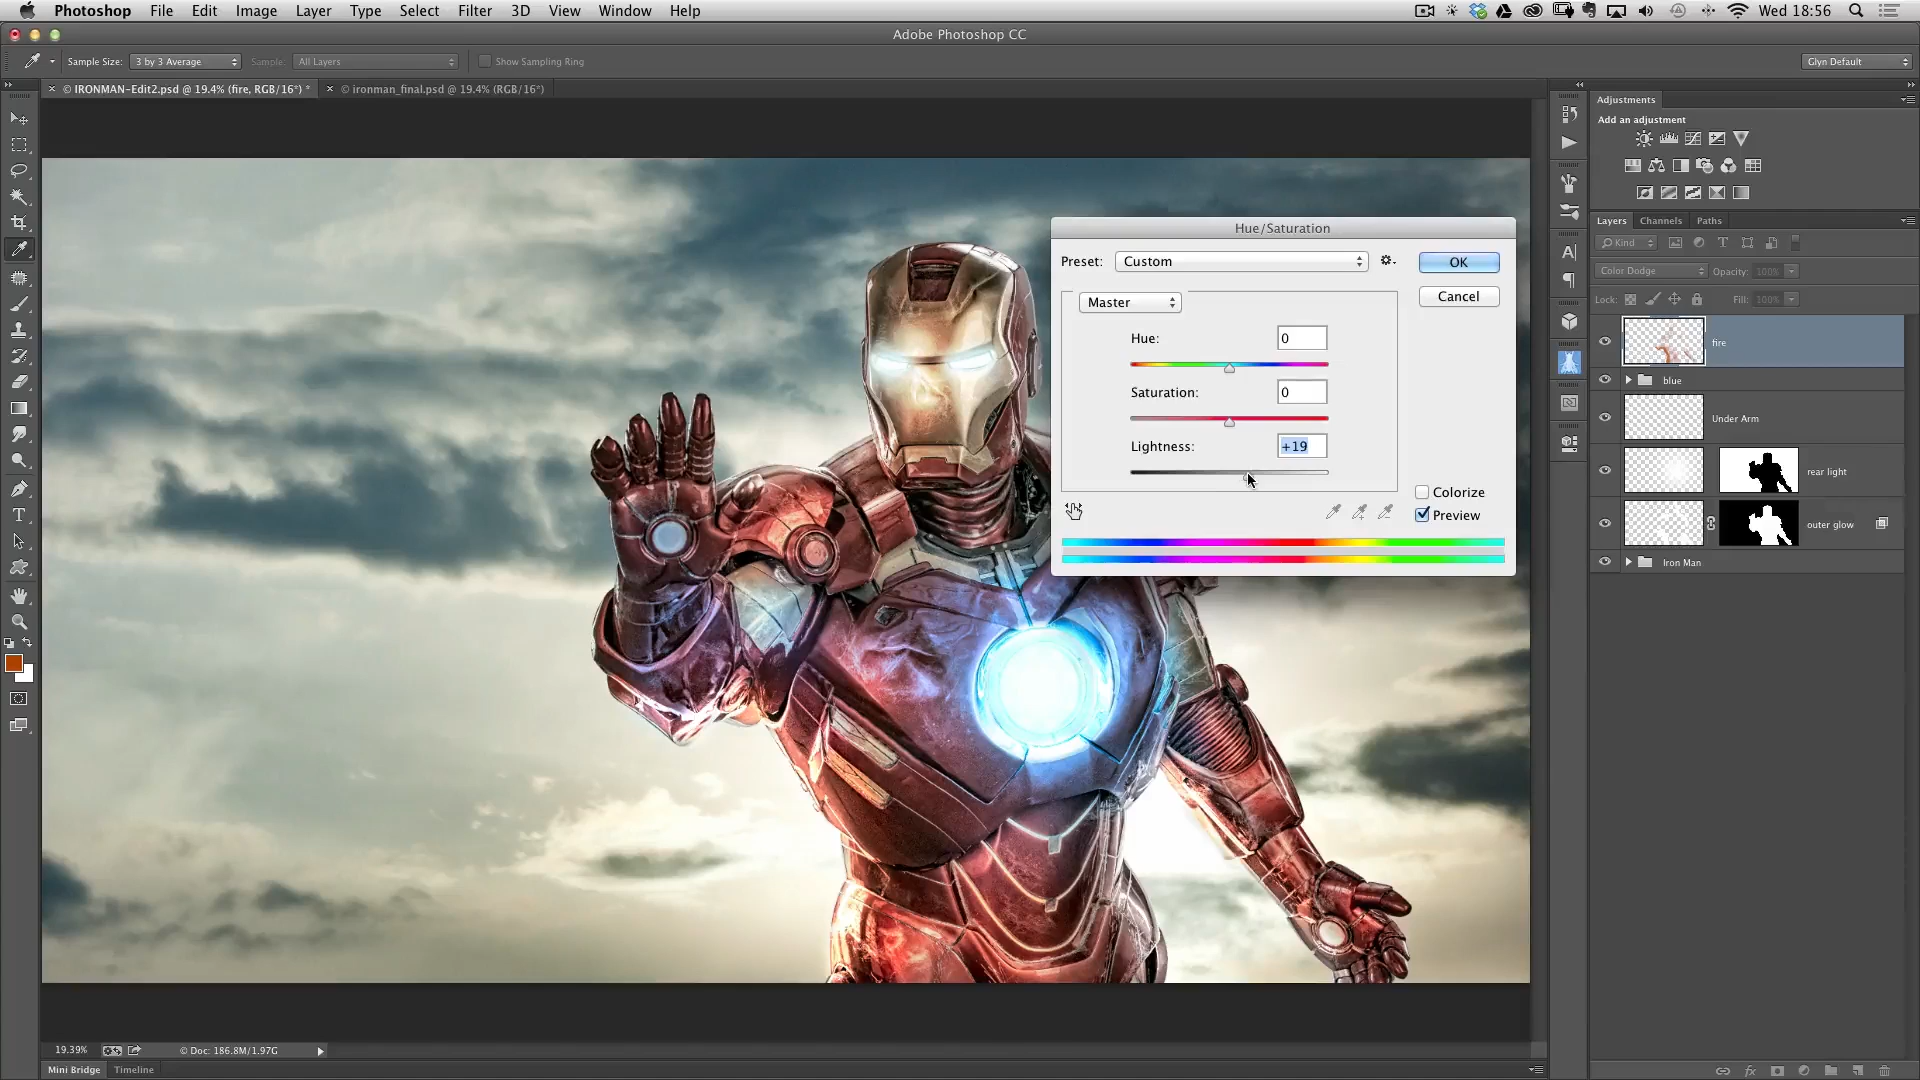 Photoshop File Edit Image Layer Type Select Filter 3D View Window Help Wed 18:56
Adobe Photoshop CC
Sample Size: 3 by 3 Average Sample: All Layers Show Sampling Ring Glyn Default
© IRONMAN-Edit2.psd @ 19.4% (fire, RGB/16*) * © ironman_final.psd @ 19.4% (RGB/16*)
Adjustments
Add an adjustment
Layers Channels Paths
Kind
Color Dodge Opacity: 100%
Lock: Fill: 100%
fire
blue
Under Arm
rear light
outer glow
Iron Man
Hue/Saturation
Preset: Custom OK
Cancel
Master
Hue: 0
Saturation: 0
Lightness: +19
Colorize
Preview
19.39% © Doc: 186.8M/1.97G
Mini Bridge Timeline